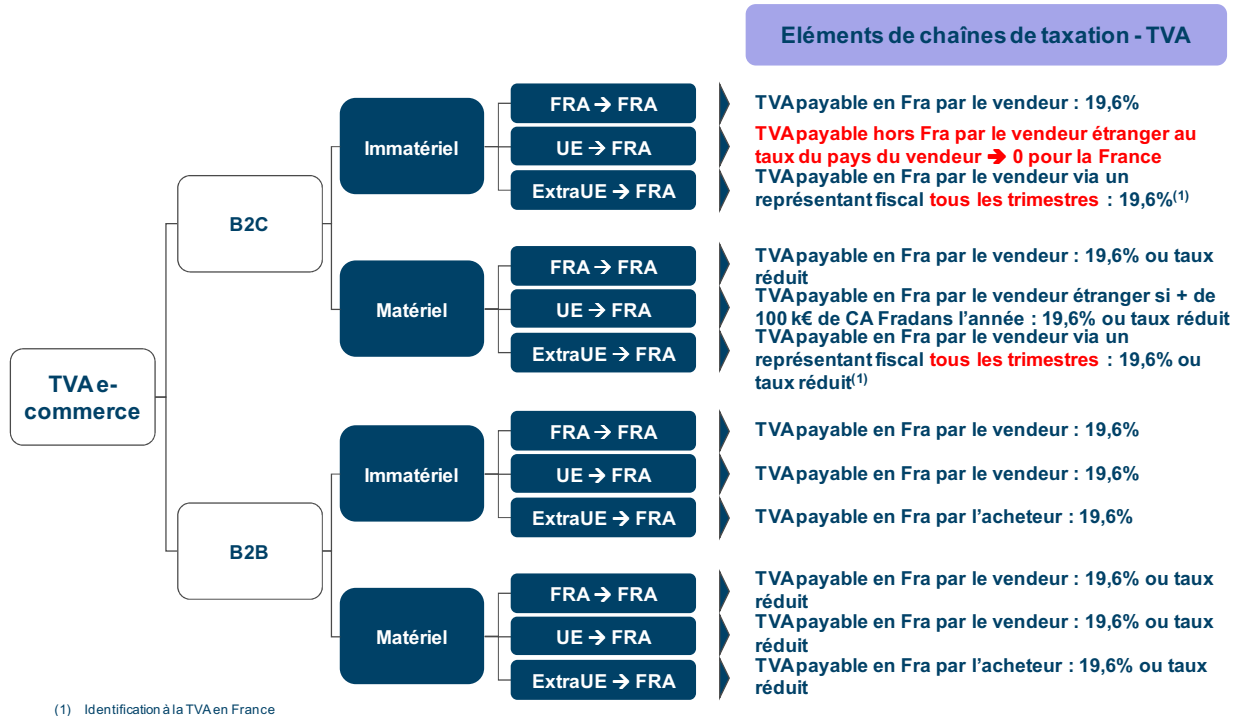 Eléments de chaînes de taxation - TVA
TVA e-
commerce
B2C
Immatériel
FRA → FRA
TVA payable en Fra par le vendeur : 19,6%
UE → FRA
TVA payable hors Fra par le vendeur étranger au
taux du pays du vendeur ➔ 0 pour la France
ExtraUE → FRA
TVA payable en Fra par le vendeur via un
représentant fiscal tous les trimestres : 19,6%(1)
Matériel
FRA → FRA
TVA payable en Fra par le vendeur : 19,6% ou taux
réduit
UE → FRA
TVA payable en Fra par le vendeur étranger si + de
100 k€ de CA Fradans l’année : 19,6% ou taux réduit
ExtraUE → FRA
TVA payable en Fra par le vendeur via un
représentant fiscal tous les trimestres : 19,6% ou
taux réduit(1)
B2B
Immatériel
FRA → FRA
TVA payable en Fra par le vendeur : 19,6%
UE → FRA
TVA payable en Fra par le vendeur : 19,6%
ExtraUE → FRA
TVA payable en Fra par l’acheteur : 19,6%
Matériel
FRA → FRA
TVA payable en Fra par le vendeur : 19,6% ou taux
réduit
UE → FRA
TVA payable en Fra par le vendeur : 19,6% ou taux
réduit
ExtraUE → FRA
TVA payable en Fra par l’acheteur : 19,6% ou taux
réduit
(1) Identification à la TVA en France